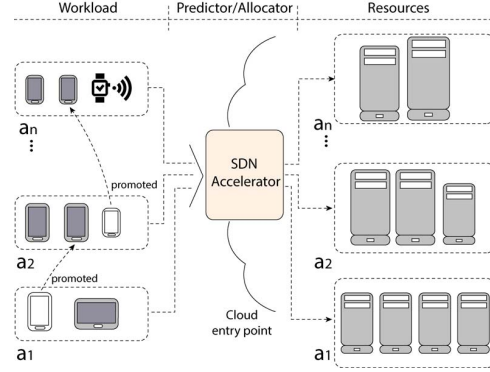 Workload
Predictor/Allocator
Resources
an
promoted
a2
promoted
a1
SDN
Accelerator
Cloud
entry point
an
a2
a1